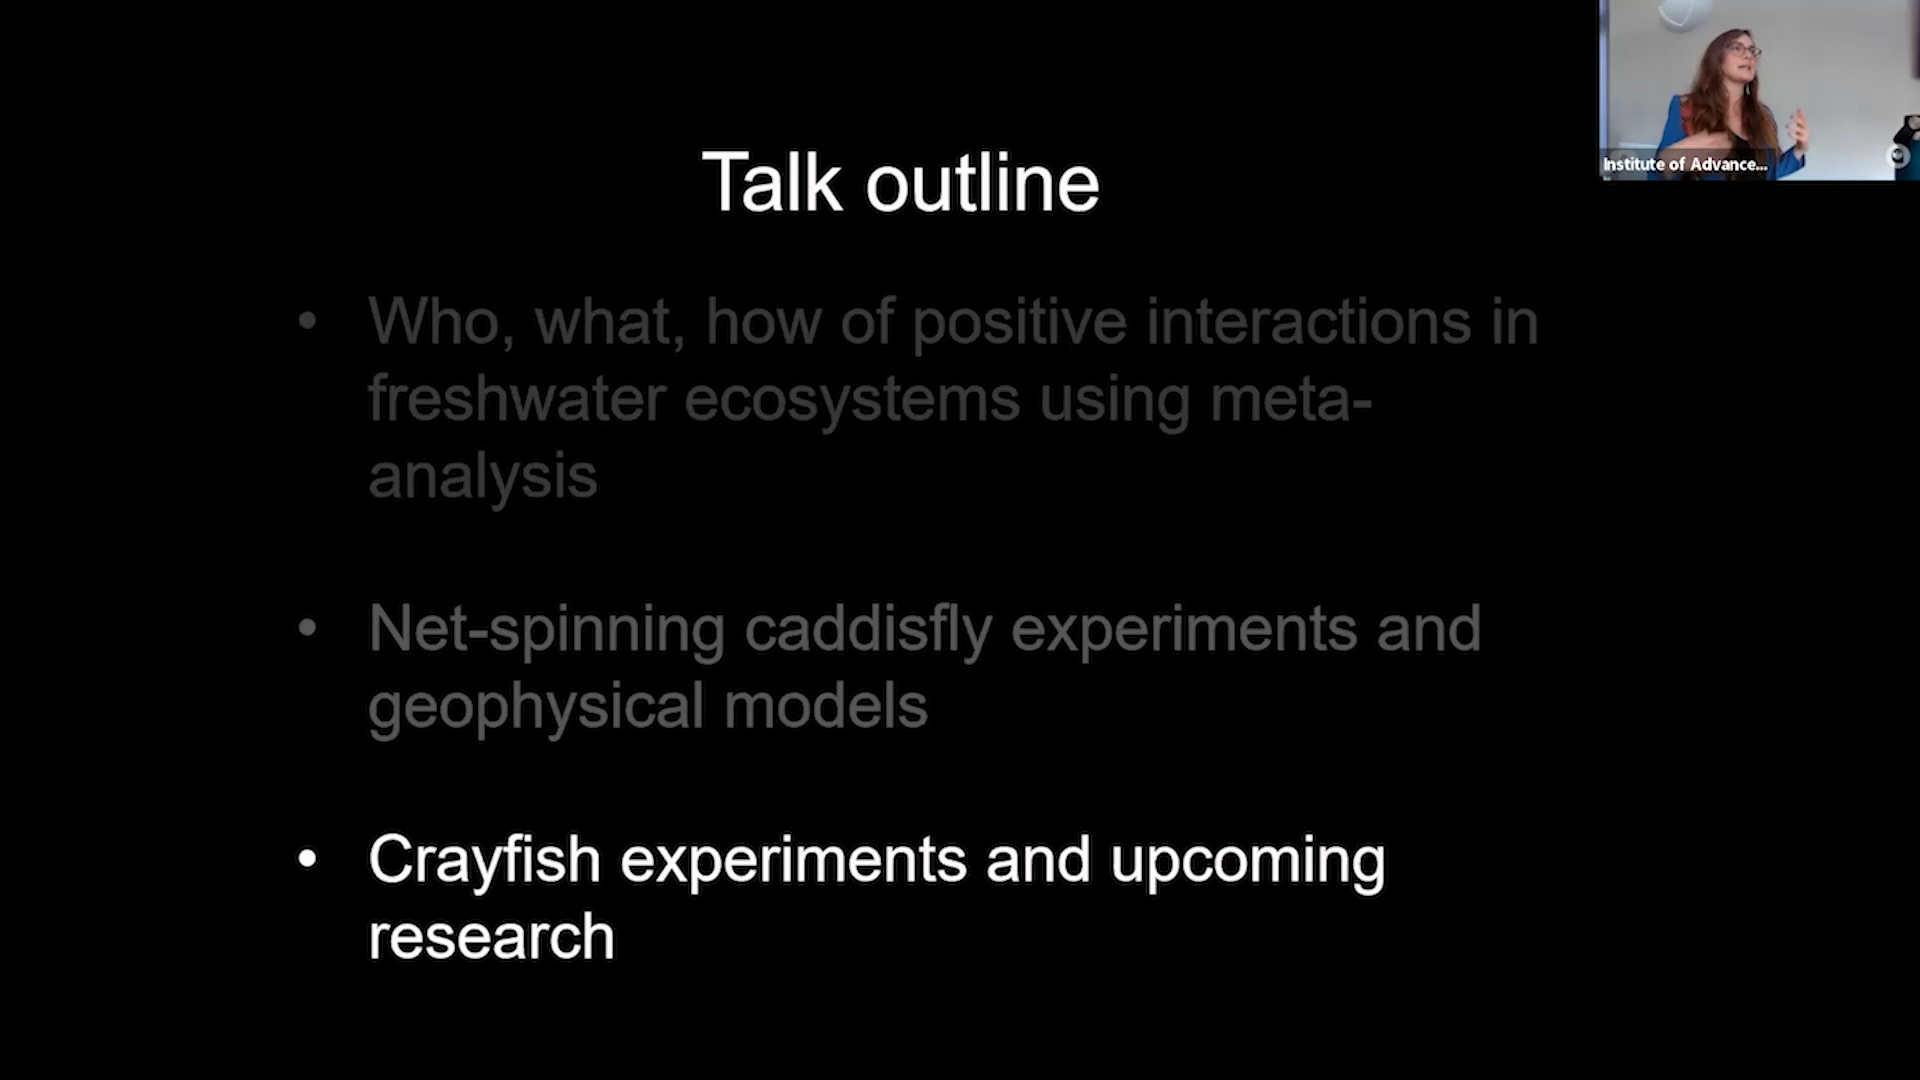 Talk outline
Institute of Advance...
• Who, what, how of positive interactions in
freshwater ecosystems using meta-
analysis
• Net-spinning caddisfly experiments and
geophysical models
• Crayfish experiments and upcoming
research